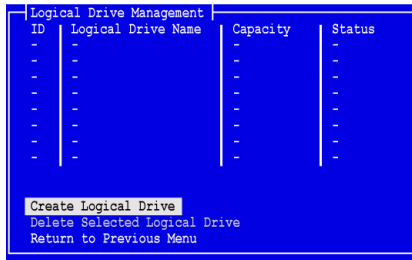 Logical Drive Management
ID Logical Drive Name Capacity Status
- - - -
- - - -
- - - -
- - - -
- - - -
- - - -
- - - -
- - - -
Create Logical Drive
Delete Selected Logical Drive
Return to Previous Menu